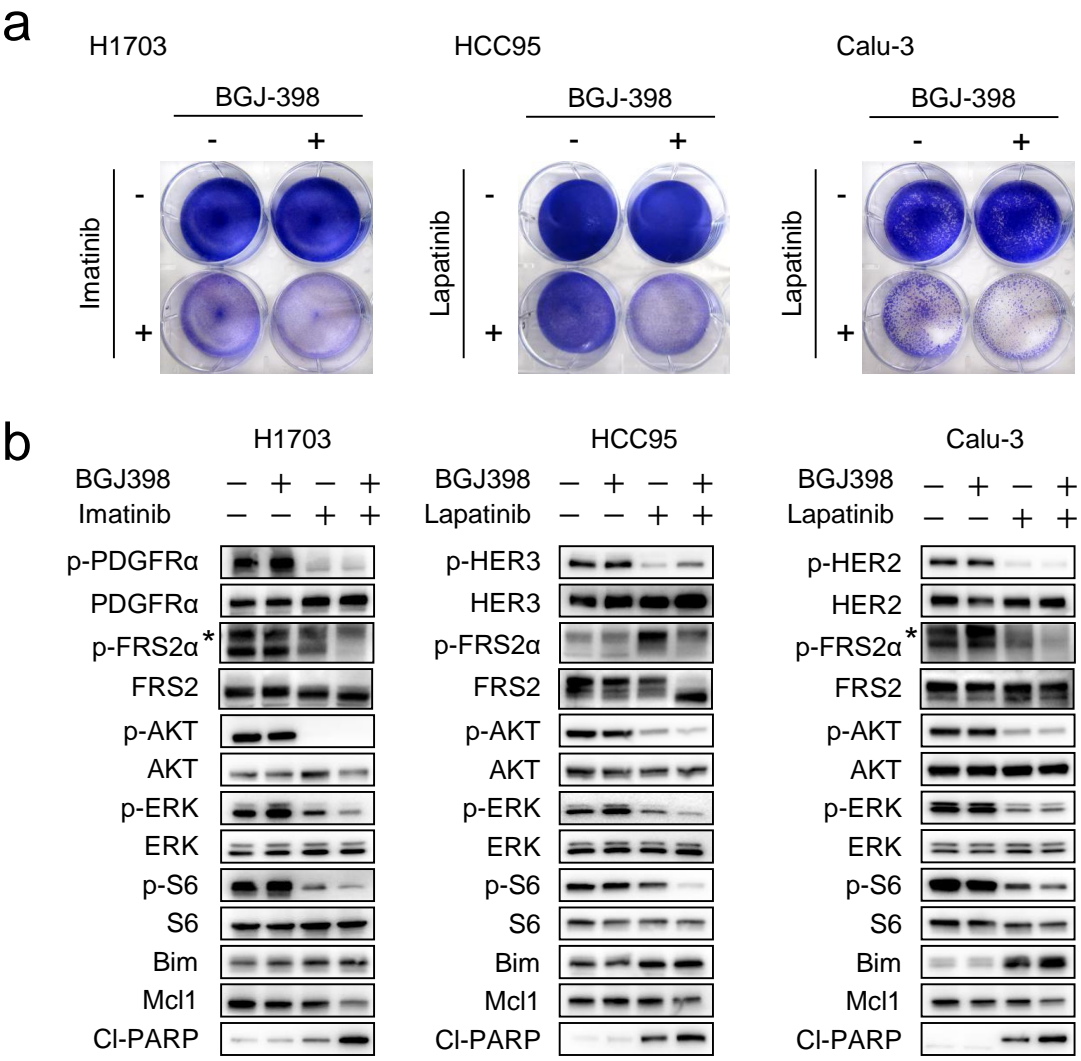 a
H1703 HCC95 Calu-3
BGJ-398 BGJ-398 BGJ-398
- + - + - +
Imatinib - Lapatinib - Lapatinib -
+ + +
b
H1703 HCC95 Calu-3
BGJ398 − + − + BGJ398 − + − + BGJ398 − + − +
Imatinib − − + + Lapatinib − − + + Lapatinib − − + +
p-PDGFRα p-HER3 p-HER2
PDGFRα HER3 HER2
p-FRS2α * p-FRS2α p-FRS2α *
FRS2 FRS2 FRS2
p-AKT p-AKT p-AKT
AKT AKT AKT
p-ERK p-ERK p-ERK
ERK ERK ERK
p-S6 p-S6 p-S6
S6 S6 S6
Bim Bim Bim
Mcl1 Mcl1 Mcl1
Cl-PARP Cl-PARP Cl-PARP